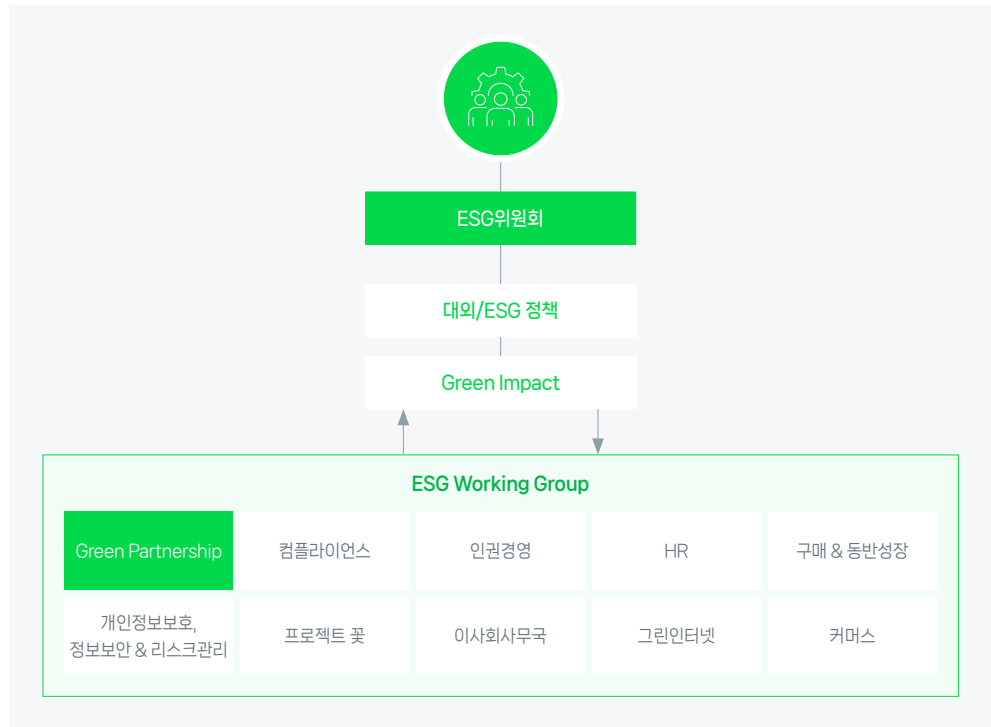 ESG위원회
대외/ESG 정책
Green Impact
ESG Working Group
Green Partnership
컴플라이언스
인권경영
HR
구매 & 동반성장
개인정보보호,
정보보안 & 리스크관리
프로젝트 꽃
이사회사무국
그린인터넷
커머스